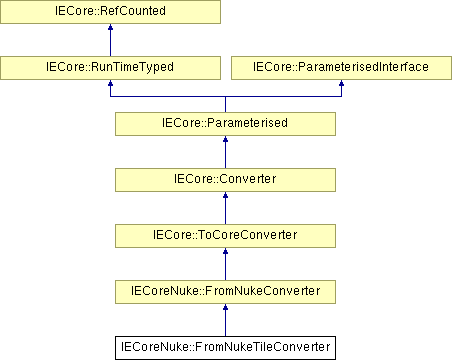 IECore::RefCounted
IECore::RunTimeTyped
IECore::ParameterisedInterface
IECore::Parameterised
IECore::Converter
IECore::ToCoreConverter
IECoreNuke::FromNukeConverter
IECoreNuke::FromNukeTileConverter